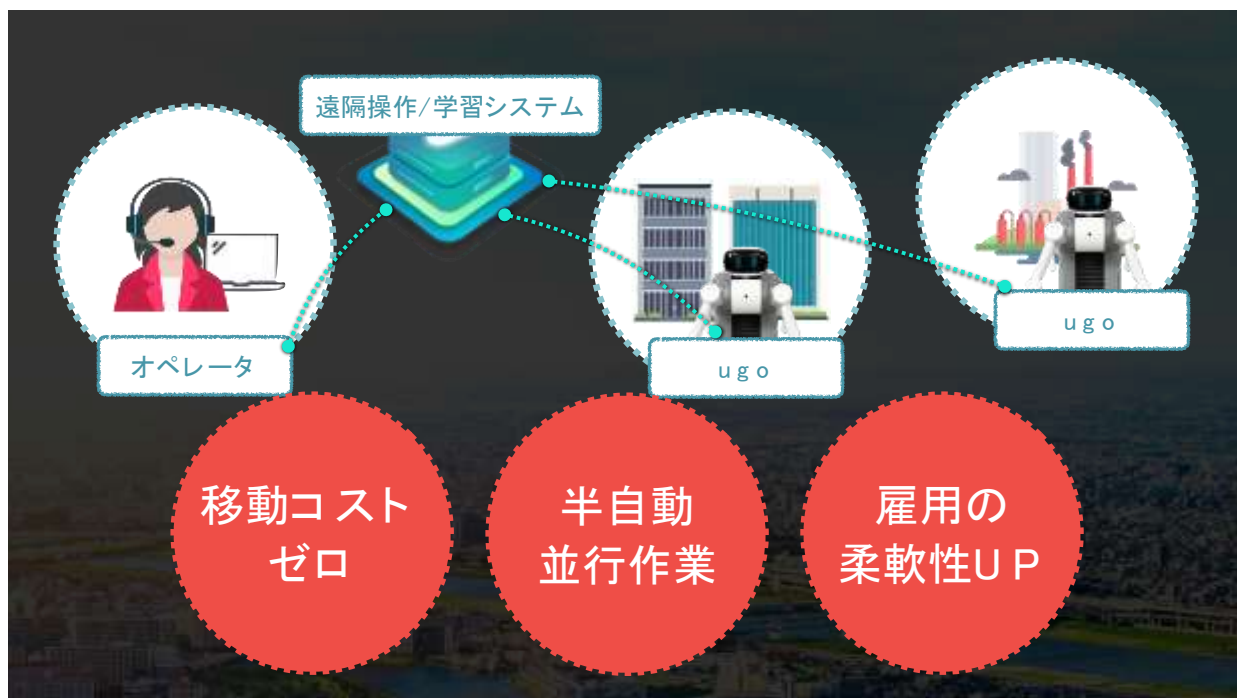 遠隔操作/学習システム
オペレータ
ugo
ugo
移動コスト
ゼロ
半自動
並行作業
雇用の
柔軟性UP